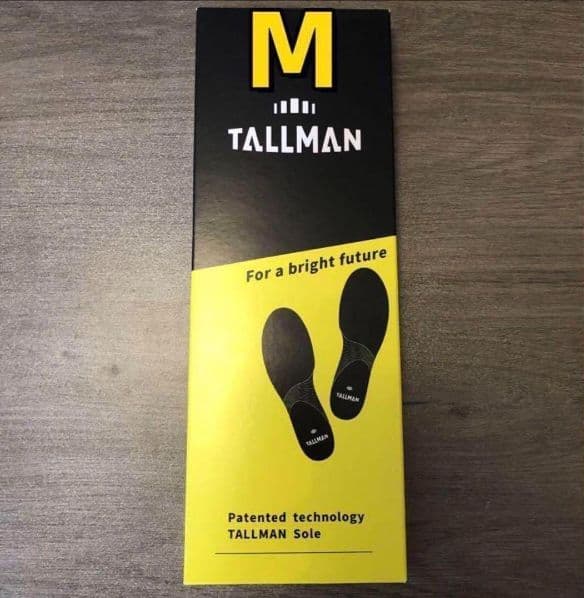 M
TALLMAN
For a bright future
TALLMAN
TALLMAN
Patented technology
TALLMAN Sole